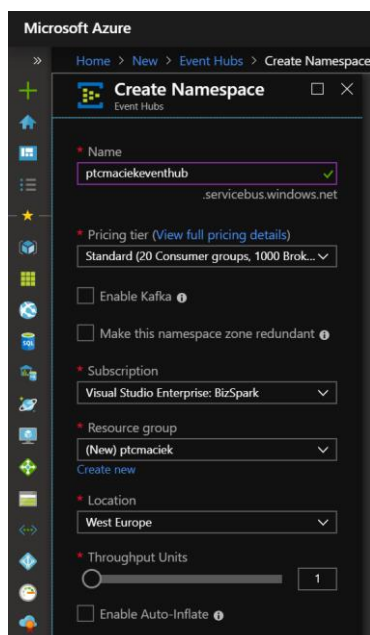 Microsoft Azure
Home > New > Event Hubs > Create Namespace
Create Namespace
Event Hubs
* Name
ptcmaciekeventhub
.servicebus.windows.net
* Pricing tier (View full pricing details)
Standard (20 Consumer groups, 1000 Brok...
Enable Kafka
Make this namespace zone redundant
* Subscription
Visual Studio Enterprise: BizSpark
* Resource group
(New) ptcmaciek
Create new
* Location
West Europe
* Throughput Units
1
Enable Auto-Inflate
SQL